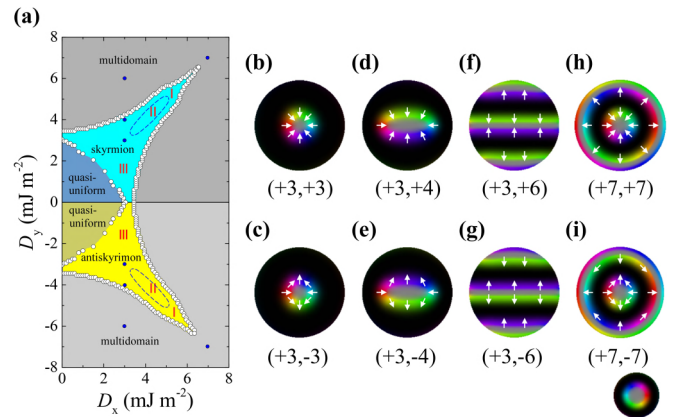 (a)
8
6
4
2
0
-2
-4
-6
-8
0 2 4 6 8
D_y (mJ m⁻²)
D_x (mJ m⁻²)
multidomain
I
II
skyrmion
III
quasi-
uniform
quasi-
uniform
III
antiskyrimon
II
I
multidomain
(b) (d) (f) (h)
(+3,+3) (+3,+4) (+3,+6) (+7,+7)
(c) (e) (g) (i)
(+3,-3) (+3,-4) (+3,-6) (+7,-7)